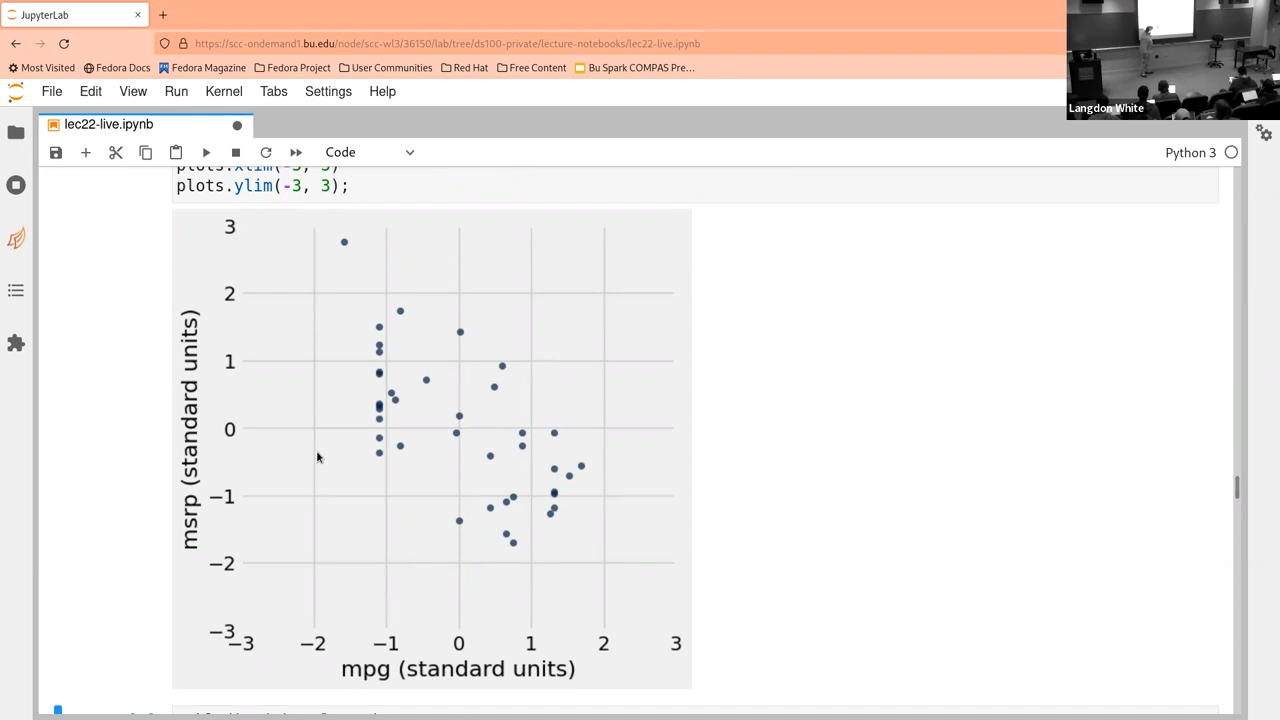 JupyterLab
https://scc-ondemand1.bu.edu/node/scc-wl3/36150/lab/tree/ds100-private/lecture-notebooks/lec22-live.ipynb
Most Visited Fedora Docs Fedora Magazine Fedora Project User Communities Red Hat Free Content Bu Spark COMPAS Pre…
Langdon White
File Edit View Run Kernel Tabs Settings Help
lec22-live.ipynb
Code Python 3
plots.xlim(-3, 3)
plots.ylim(-3, 3);
3
2
1
0
−1
−2
−3
msrp (standard units)
−3 −2 −1 0 1 2 3
mpg (standard units)